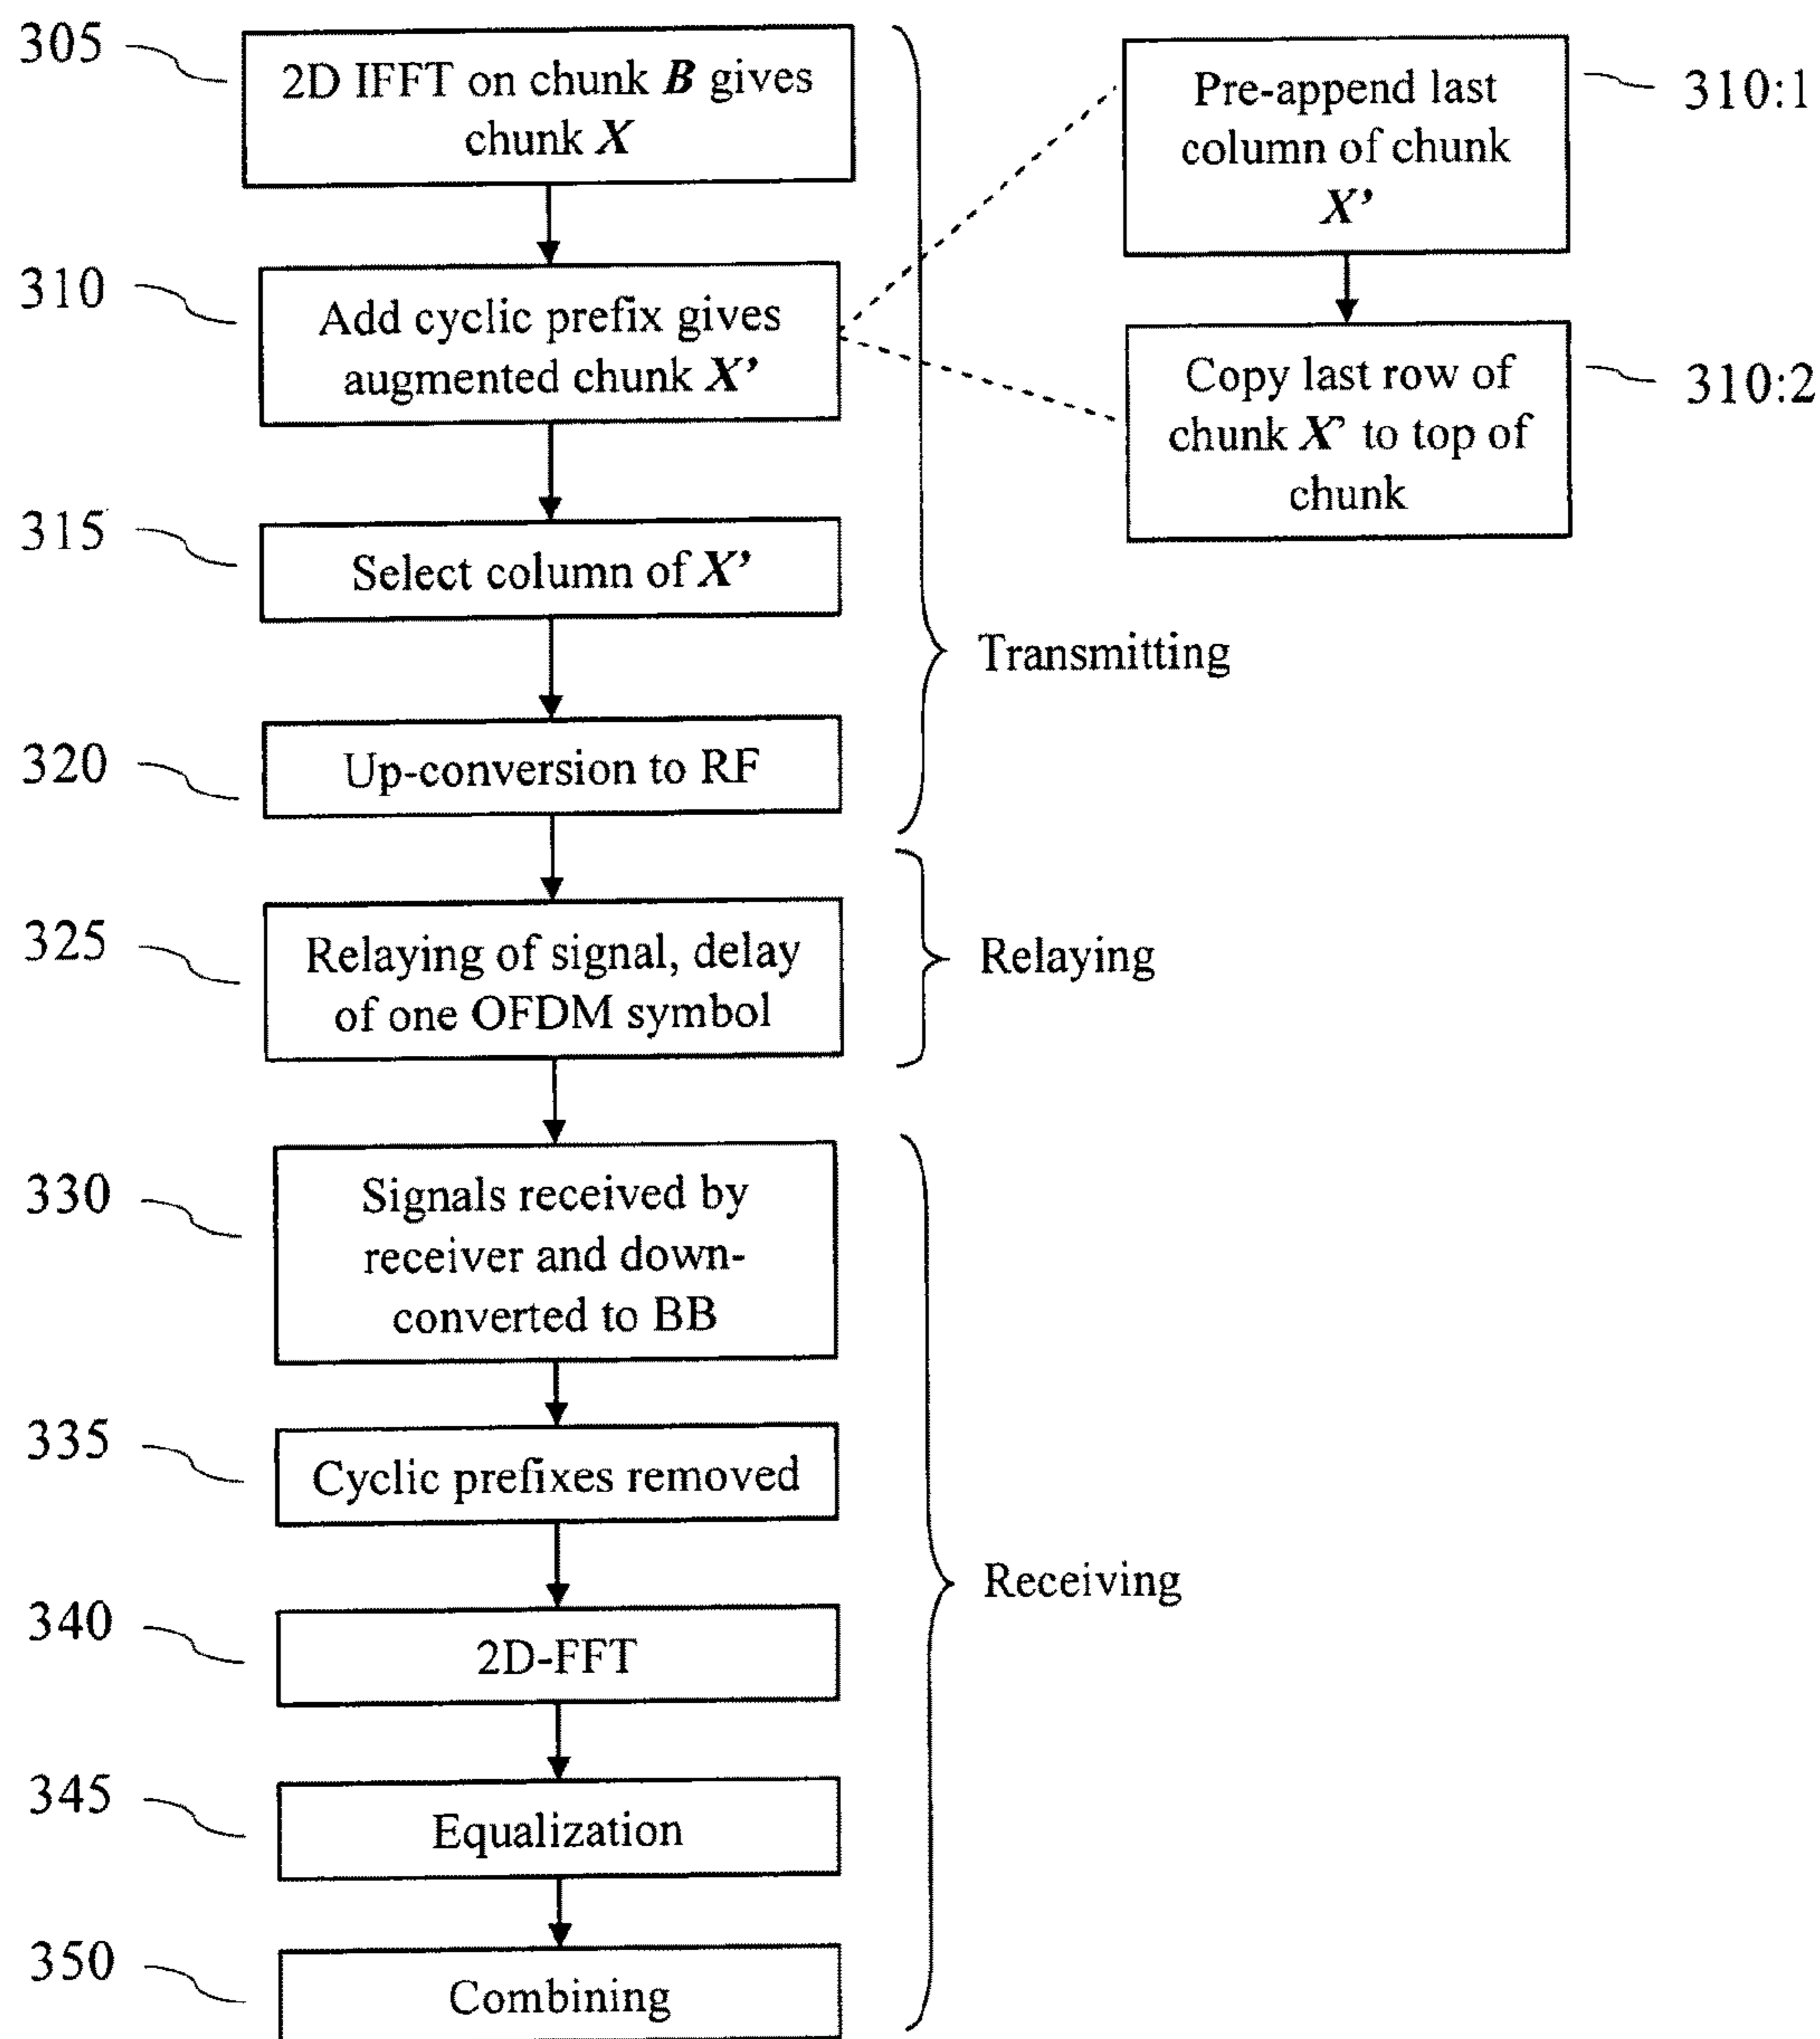 305
2D IFFT on chunk B gives
chunk X
310
Add cyclic prefix gives
augmented chunk X'
310:1
Pre-append last
column of chunk
X'
310:2
Copy last row of
chunk X' to top of
chunk
315
Select column of X'
320
Up-conversion to RF
Transmitting
325
Relaying of signal, delay
of one OFDM symbol
Relaying
330
Signals received by
receiver and down-
converted to BB
335
Cyclic prefixes removed
340
2D-FFT
345
Equalization
350
Combining
Receiving